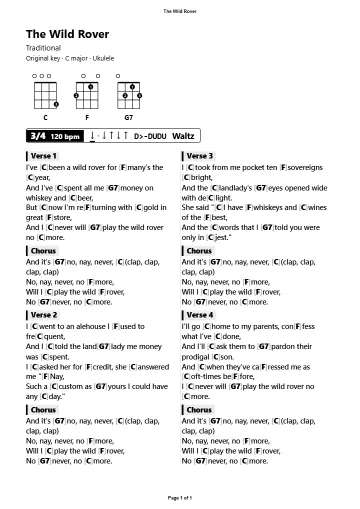 The Wild Rover
The Wild Rover
Traditional
Original key · C major · Ukulele
C F G7
3/4 120 bpm D>-DUDU Waltz
Verse 1
I've [C]been a wild rover for [F]many's the
[C]year,
And I've [C]spent all me [G7]money on
whiskey and [C]beer,
But [C]now I'm re[F]turning with [C]gold in
great [F]store,
And I [C]never will [G7]play the wild rover
no [C]more.
Chorus
And it's [G7]no, nay, never, [C](clap, clap,
clap, clap)
No, nay, never, no [F]more,
Will I [C]play the wild [F]rover,
No [G7]never, no [C]more.
Verse 2
I [C]went to an alehouse I [F]used to
fre[C]quent,
And I [C]told the land[G7]lady me money
was [C]spent.
I [C]asked her for [F]credit, she [C]answered
me "[F]Nay,
Such a [C]custom as [G7]yours I could have
any [C]day."
Chorus
And it's [G7]no, nay, never, [C](clap, clap,
clap, clap)
No, nay, never, no [F]more,
Will I [C]play the wild [F]rover,
No [G7]never, no [C]more.
Verse 3
I [C]took from me pocket ten [F]sovereigns
[C]bright,
And the [C]landlady's [G7]eyes opened wide
with de[C]light.
She said "[C]I have [F]whiskeys and [C]wines
of the [F]best,
And the [C]words that I [G7]told you were
only in [C]jest."
Chorus
And it's [G7]no, nay, never, [C](clap, clap,
clap, clap)
No, nay, never, no [F]more,
Will I [C]play the wild [F]rover,
No [G7]never, no [C]more.
Verse 4
I'll go [C]home to my parents, con[F]fess
what I've [C]done,
And I'll [C]ask them to [G7]pardon their
prodigal [C]son.
And [C]when they've ca[F]ressed me as
[C]oft-times be[F]fore,
I [C]never will [G7]play the wild rover no
[C]more.
Chorus
And it's [G7]no, nay, never, [C](clap, clap,
clap, clap)
No, nay, never, no [F]more,
Will I [C]play the wild [F]rover,
No [G7]never, no [C]more.
Page 1 of 1